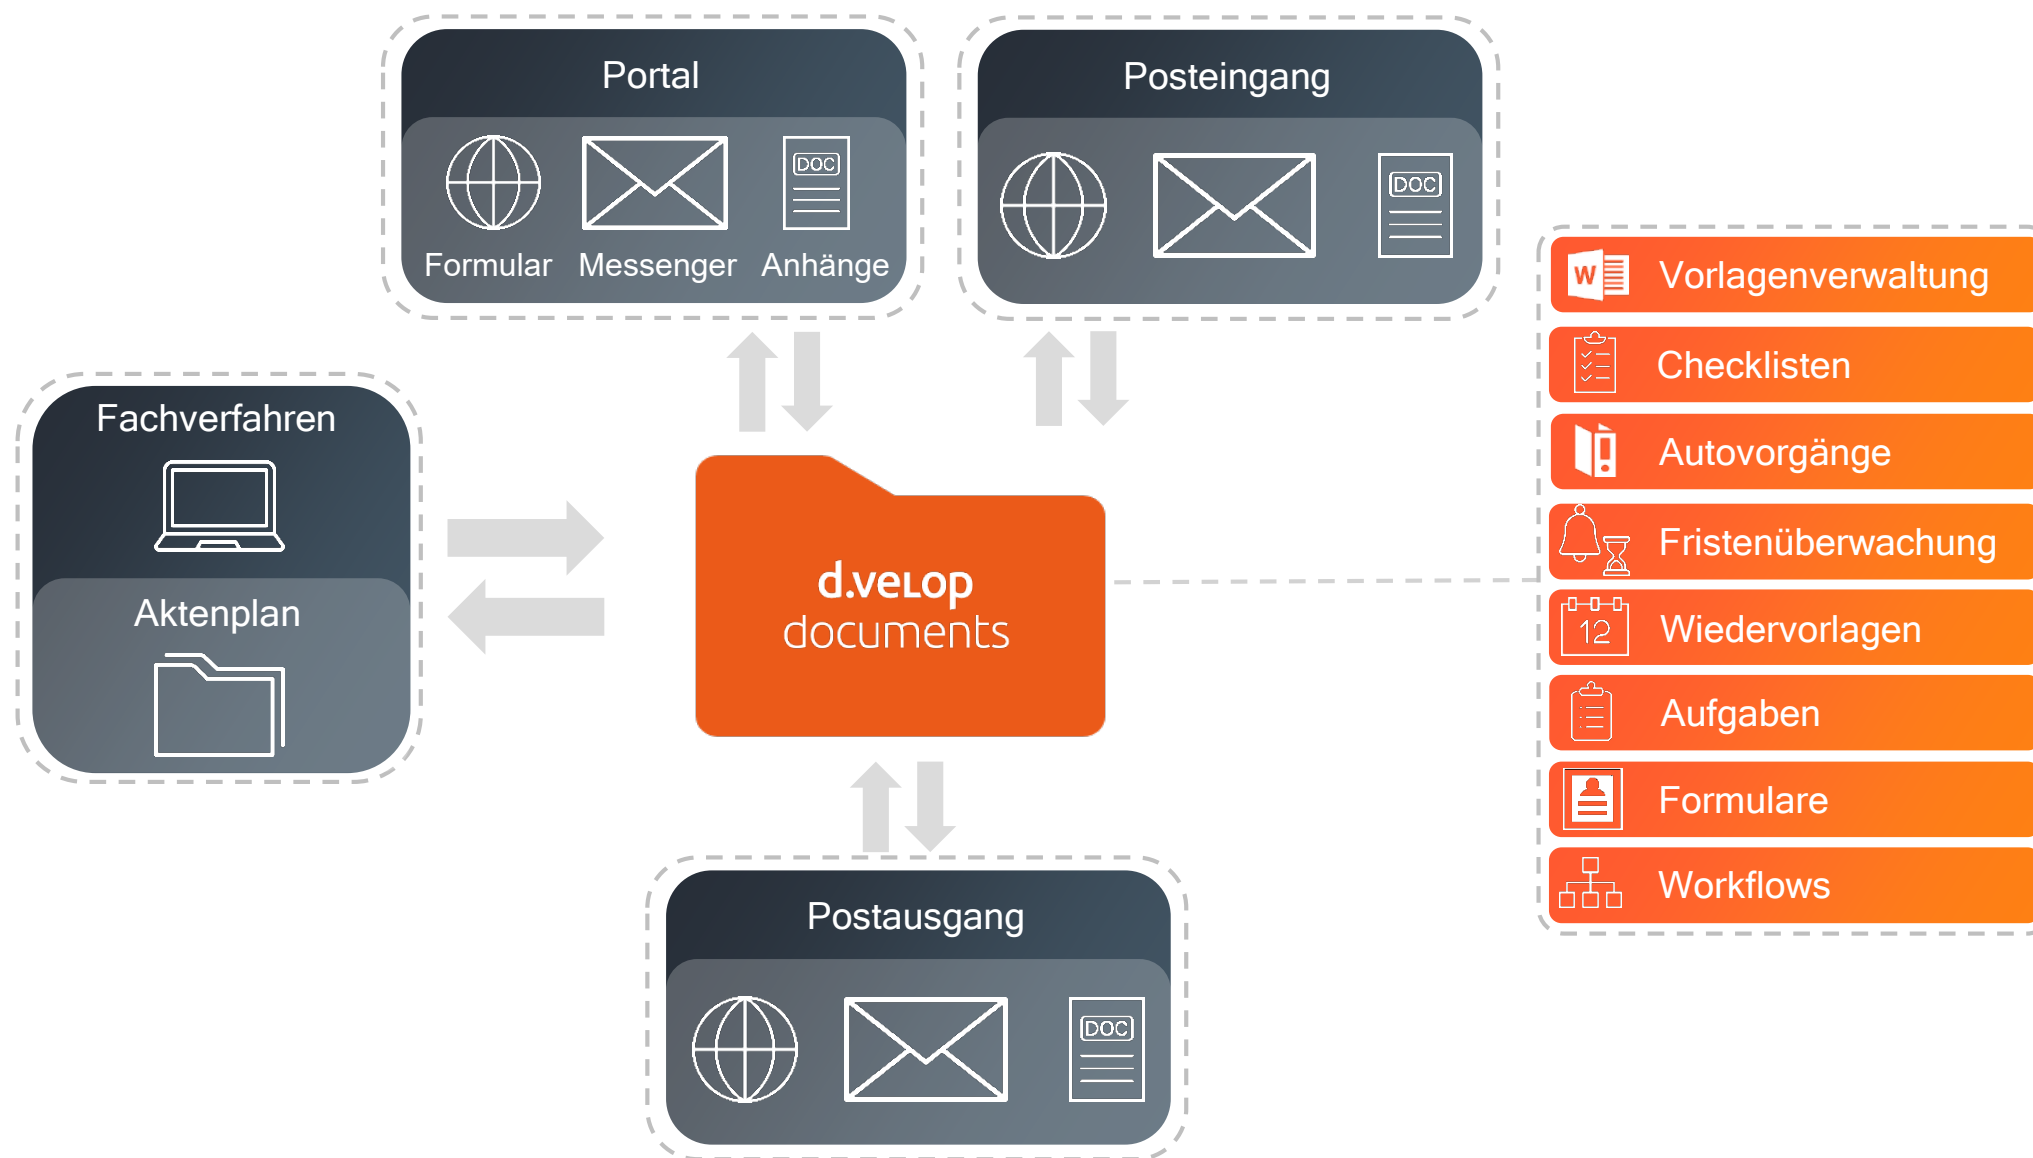 Portal
DOC
Formular Messenger Anhänge
Posteingang
DOC
Fachverfahren
Aktenplan
d.velop
documents
Postausgang
DOC
W Vorlagenverwaltung
Checklisten
Autovorgänge
Fristenüberwachung
12 Wiedervorlagen
Aufgaben
Formulare
Workflows